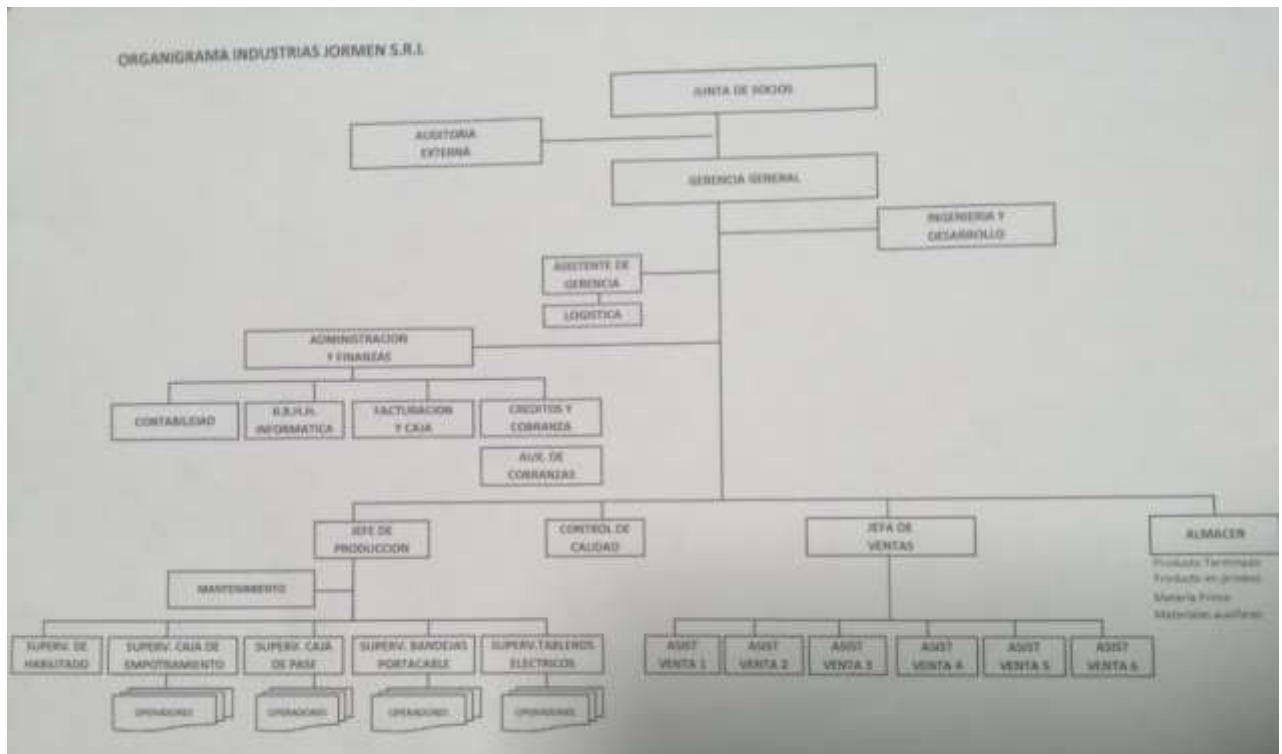 ORGANIGRAMA INDUSTRIAS JORMEN S.R.L
JUNTA DE SOCIOS
AUDITORIA
EXTERNA
GERENCIA GENERAL
INGENIERIA Y
DESARROLLO
ASISTENTE DE
GERENCIA
LOGISTICA
ADMINISTRACION
Y FINANZAS
CONTABILIDAD
R.R.H.H.
INFORMATICA
FACTURACION
Y CAJA
CREDITOS Y
COBRANZA
AUX. DE
COBRANZAS
JEFE DE
PRODUCCION
CONTROL DE
CALIDAD
JEFA DE
VENTAS
ALMACEN
Producto Terminado
Producto en proceso
Materia Prima
Materiales auxiliares
MANTENIMIENTO
SUPERV. DE
HABILITADO
SUPERV. CAJA DE
EMPOTRAMIENTO
SUPERV. CAJA
DE PASE
SUPERV. BANDEJAS
PORTACABLE
SUPERV.TABLEROS
ELECTRICOS
ASIST
VENTA 1
ASIST
VENTA 2
ASIST
VENTA 3
ASIST
VENTA 4
ASIST
VENTA 5
ASIST
VENTA 6
OPERADORES
OPERADORES
OPERADORES
OPERADORES